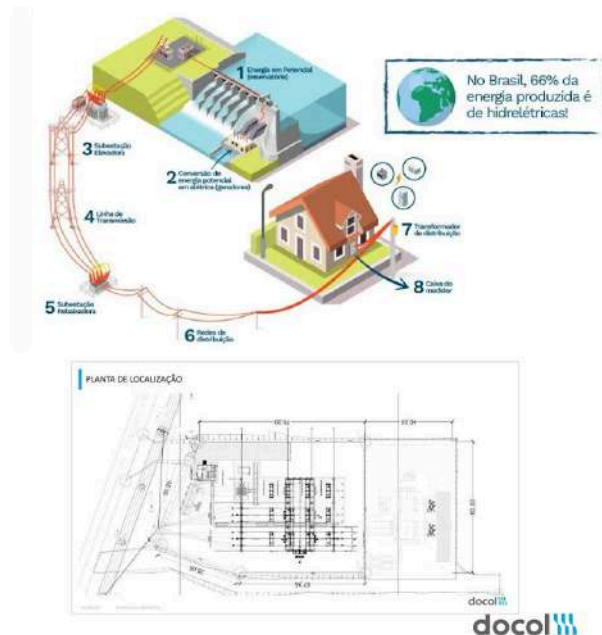 1 Energia em Potencial
(reservatório)
No Brasil, 66% da
energia produzida é
de hidrelétricas!
2 Conversão de
energia potencial
em elétrica (geradores)
3 Subestação
Elevadora
4 Linha de
Transmissão
5 Subestação
Rebaixadora
6 Redes de
distribuição
7 Transformador
de distribuição
8 Caixa do
medidor
PLANTA DE LOCALIZAÇÃO
docol
docol